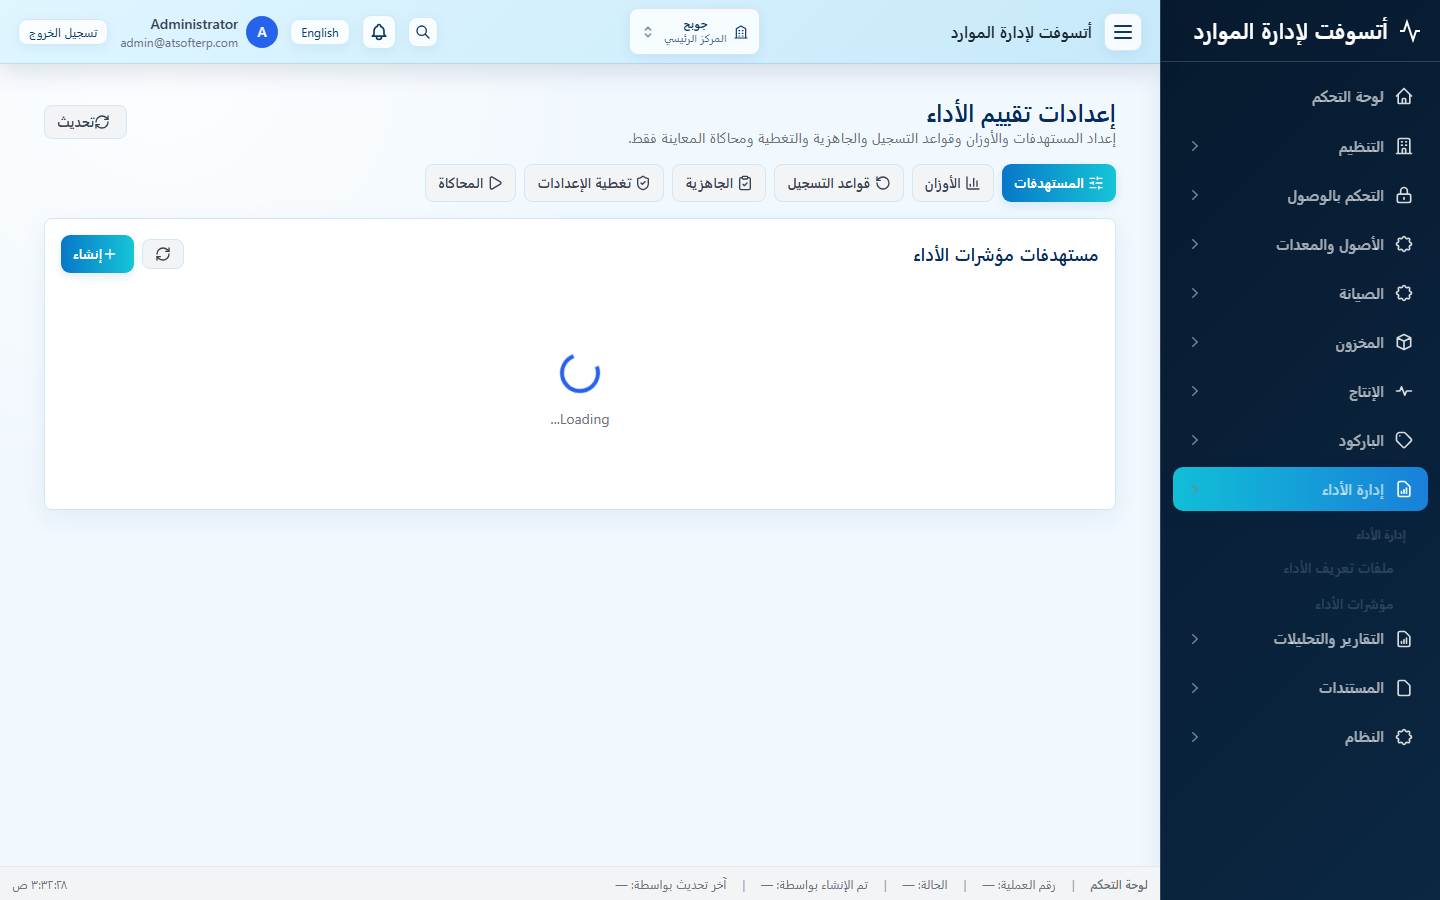 أتسوفت لإدارة الموارد
لوحة التحكم
التنظيم
التحكم بالوصول
الأصول والمعدات
الصيانة
المخزون
الإنتاج
الباركود
إدارة الأداء
إدارة الأداء
ملفات تعريف الأداء
مؤشرات الأداء
التقارير والتحليلات
المستندات
النظام
أتسوفت لإدارة الموارد
جوبح
المركز الرئيسي
English
A
Administrator
admin@atsofterp.com
تسجيل الخروج
إعدادات تقييم الأداء
إعداد المستهدفات والأوزان وقواعد التسجيل والجاهزية والتغطية ومحاكاة المعاينة فقط.
تحديث
المستهدفات
الأوزان
قواعد التسجيل
الجاهزية
تغطية الإعدادات
المحاكاة
مستهدفات مؤشرات الأداء
إنشاء
Loading...
لوحة التحكم | رقم العملية: — | الحالة: — | تم الإنشاء بواسطة: — | آخر تحديث بواسطة: —
٣:٣٢:٢٨ ص